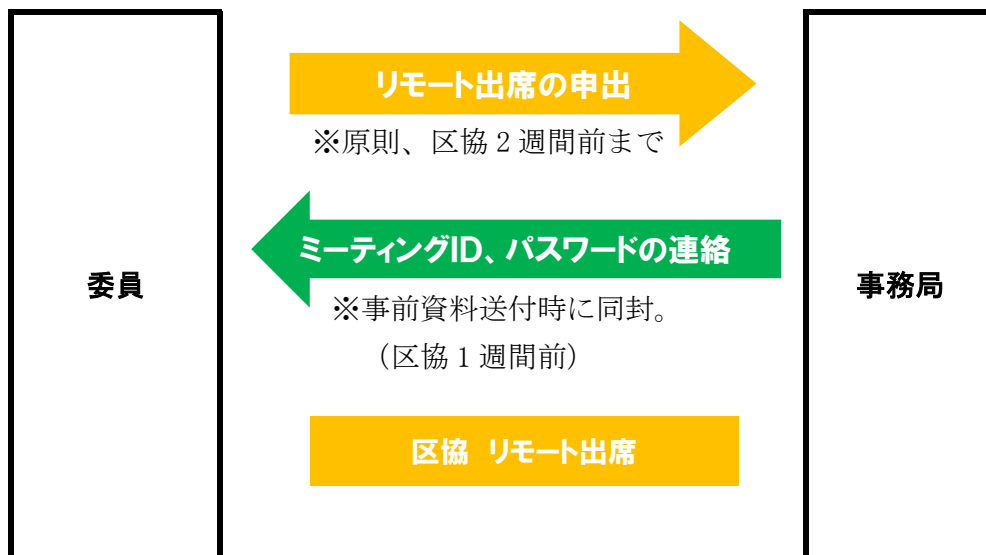 リモート出席の申出
※原則、区協2週間前まで
ミーティングID、パスワードの連絡
委員
事務局
※事前資料送付時に同封。
（区協1週間前）
区協 リモート出席